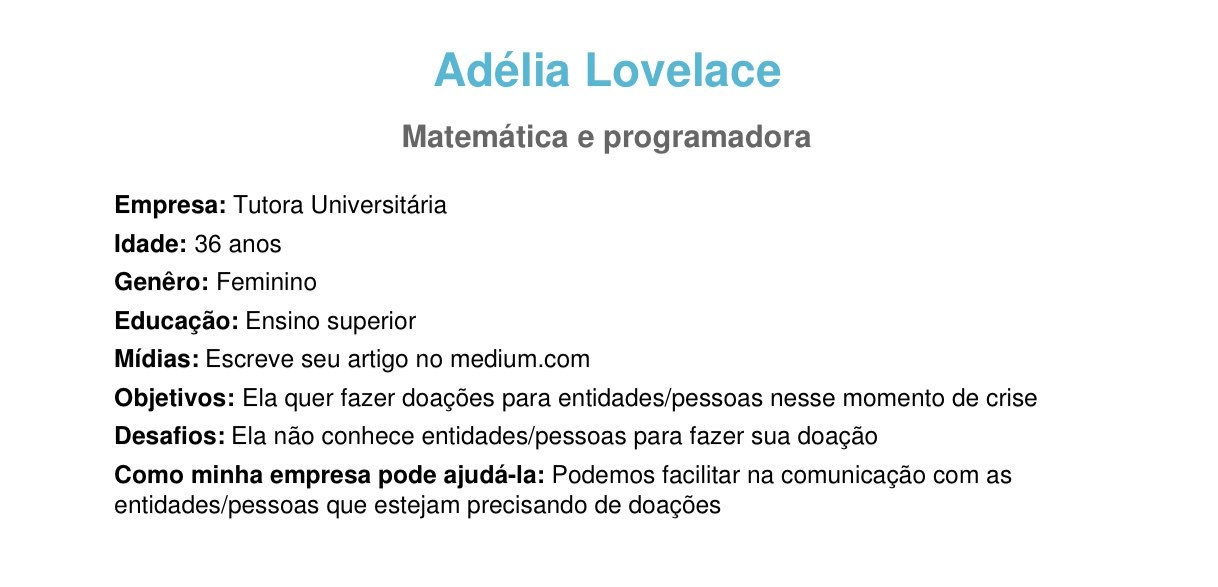 Adélia Lovelace
Matemática e programadora
Empresa: Tutora Universitária
Idade: 36 anos
Genêro: Feminino
Educação: Ensino superior
Mídias: Escreve seu artigo no medium.com
Objetivos: Ela quer fazer doações para entidades/pessoas nesse momento de crise
Desafios: Ela não conhece entidades/pessoas para fazer sua doação
Como minha empresa pode ajudá-la: Podemos facilitar na comunicação com as
entidades/pessoas que estejam precisando de doações